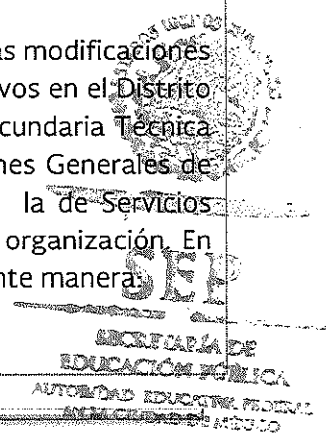 as modificaciones
vos en el Distrito
cundaria Técnica
nes Generales de
la de Servicios
organización. En
nte manera:
SEP
SECRETARÍA DE
EDUCACIÓN PÚBLICA
AUTORIDAD EDUCATIVA FEDERAL